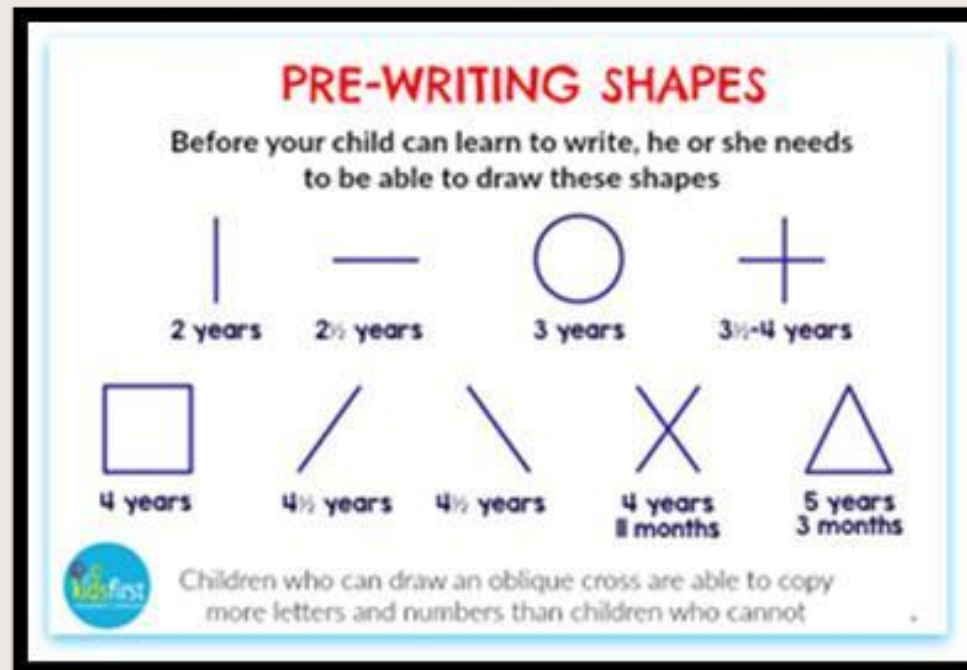 PRE-WRITING SHAPES
Before your child can learn to write, he or she needs
to be able to draw these shapes
2 years 2½ years 3 years 3½-4 years
4 years 4½ years 4½ years 4 years 5 years
11 months 3 months
kidsfirst
Children who can draw an oblique cross are able to copy
more letters and numbers than children who cannot